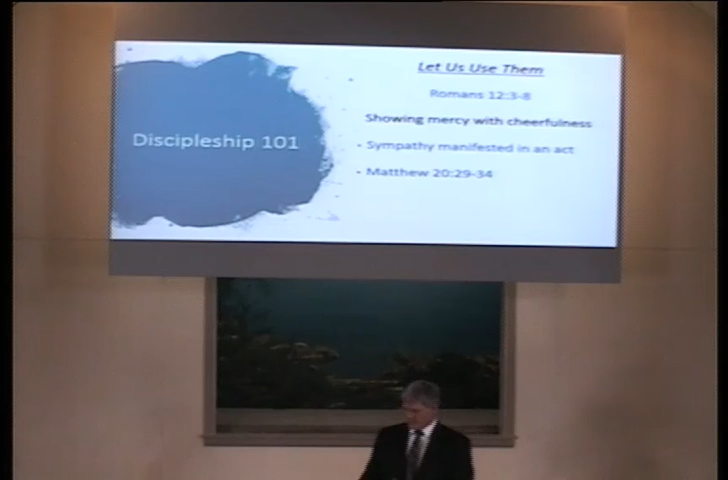 Discipleship 101
Let Us Use Them
Romans 12:3-8
Showing mercy with cheerfulness
- Sympathy manifested in an act
- Matthew 20:29-34